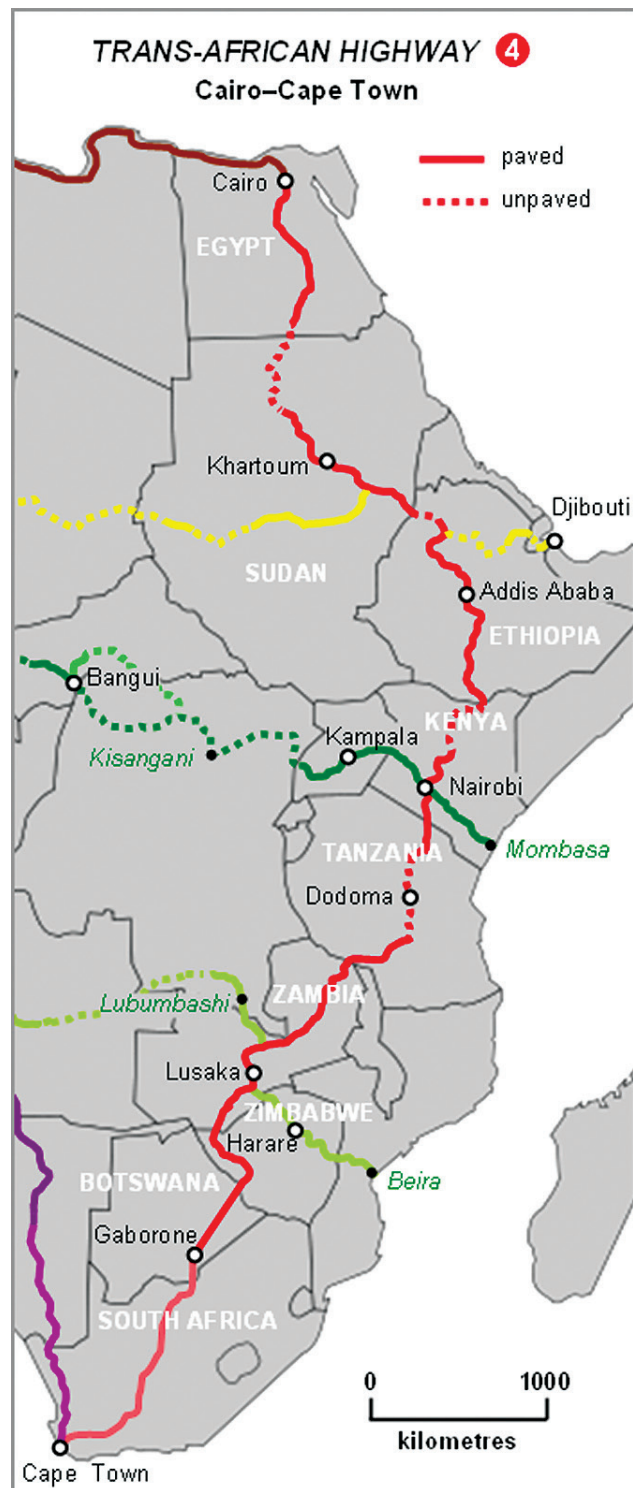 TRANS-AFRICAN HIGHWAY 4
Cairo–Cape Town
paved
unpaved
Cairo
EGYPT
Khartoum
Djibouti
SUDAN
Addis Ababa
ETHIOPIA
Bangui
KENYA
Kampala
Kisangani
Nairobi
TANZANIA
Mombasa
Dodoma
ZAMBIA
Lubumbashi
Lusaka
ZIMBABWE
Harare
BOTSWANA
Beira
Gaborone
SOUTH AFRICA
0 1000
kilometres
Cape Town